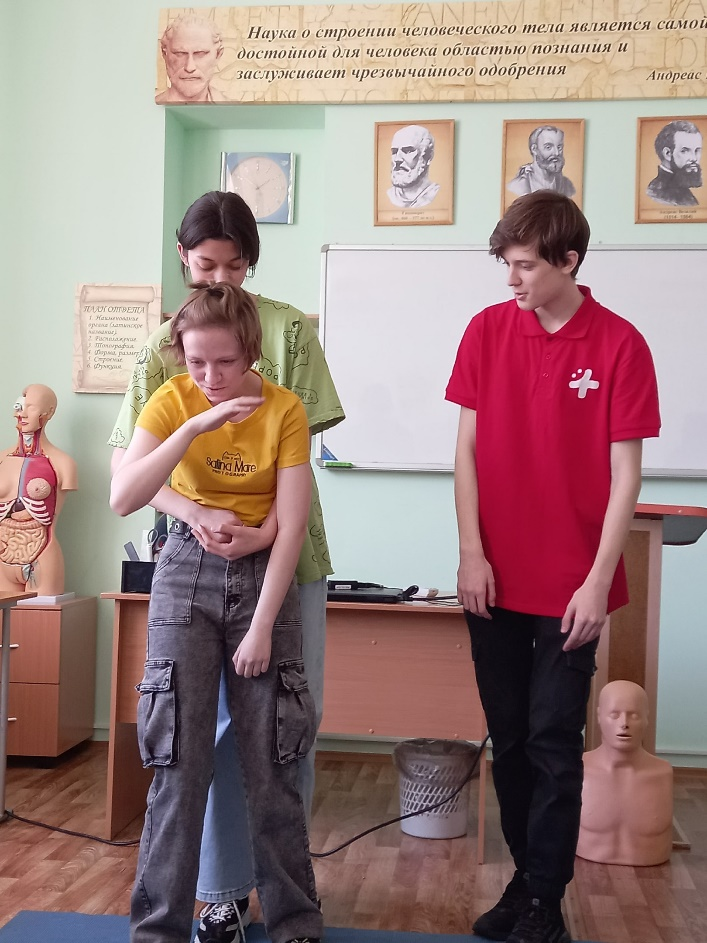 Наука о строении человеческого тела является самой
достойной для человека областью познания и
заслуживает чрезвычайного одобрения
Андреас
ПЛАН ОТВЕТА
1. Наименование
органа (латинское
название).
2. Расположение.
3. Топография.
4. Форма, размер
5. Строение.
6. Функции.
Salina Mare